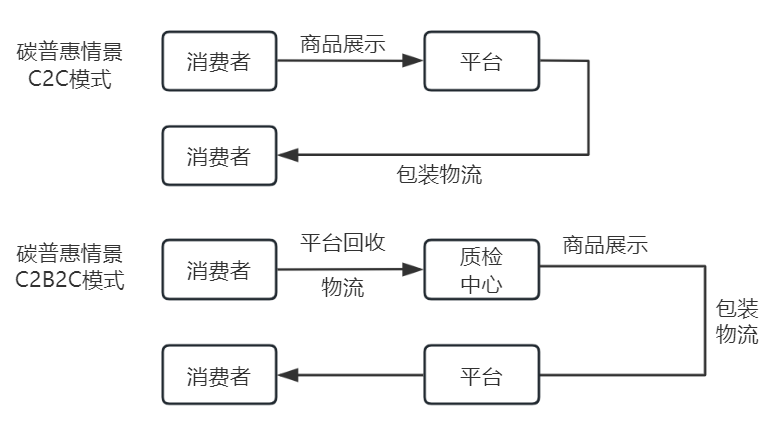 碳普惠情景
C2C模式
消费者
商品展示
平台
消费者
包装物流
碳普惠情景
C2B2C模式
消费者
平台回收
物流
质检
中心
商品展示
包装
物流
消费者
平台